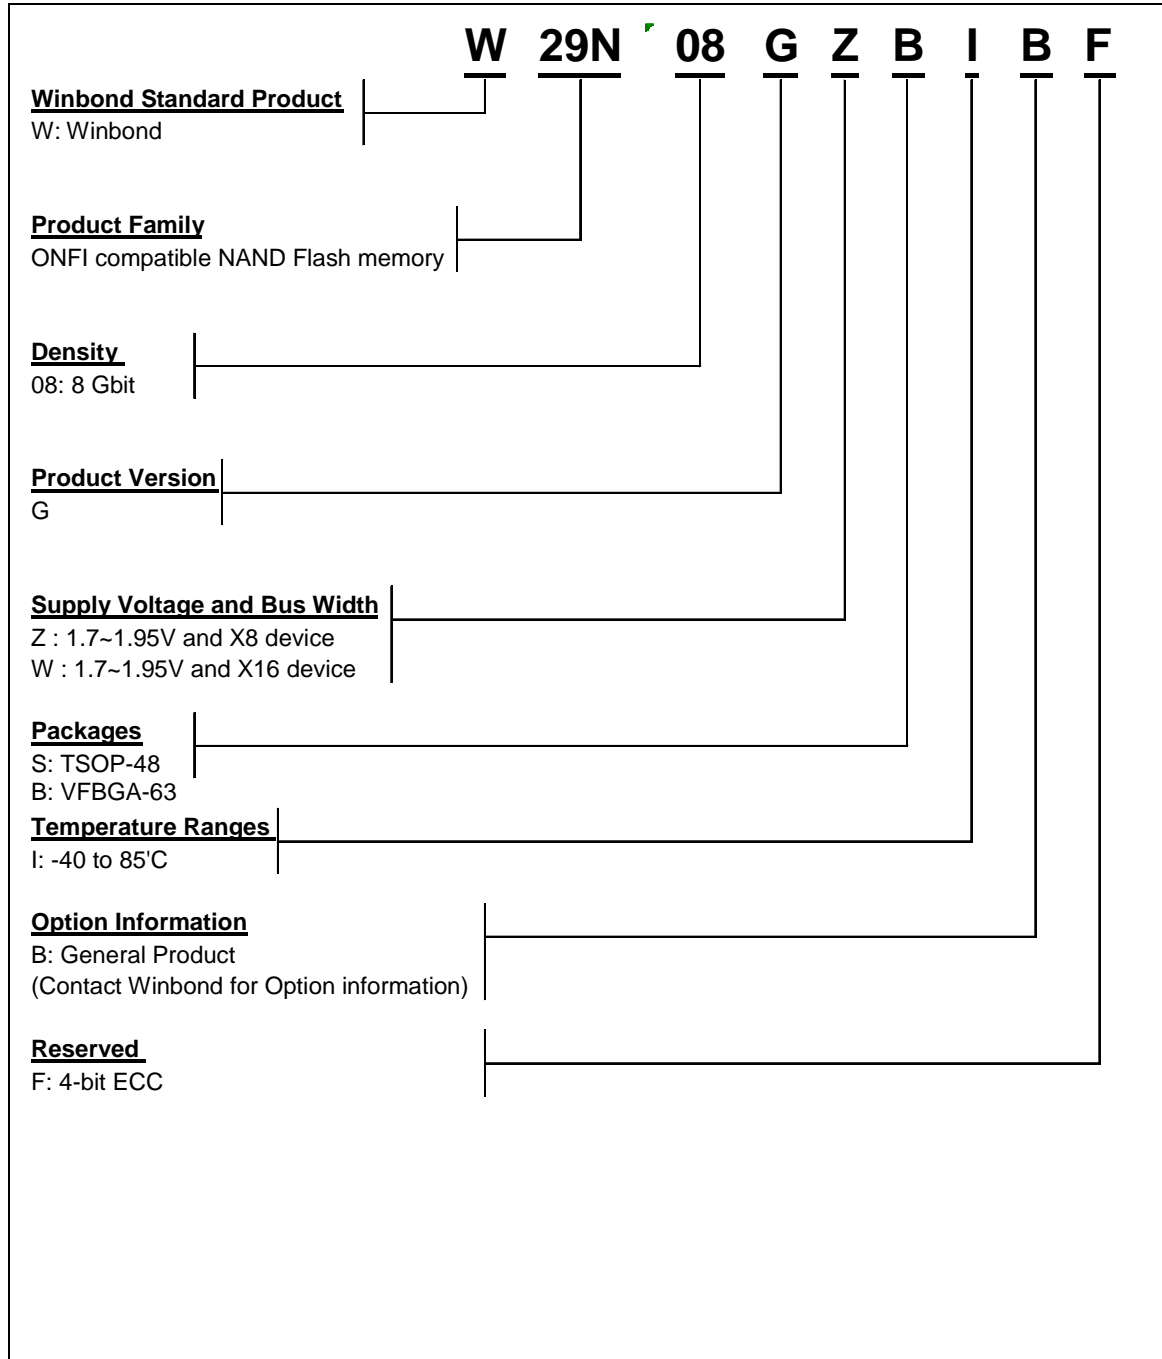 W 29N 08 G Z B I B F
Winbond Standard Product
W: Winbond
Product Family
ONFI compatible NAND Flash memory
Density
08: 8 Gbit
Product Version
G
Supply Voltage and Bus Width
Z : 1.7~1.95V and X8 device
W : 1.7~1.95V and X16 device
Packages
S: TSOP-48
B: VFBGA-63
Temperature Ranges
I: -40 to 85'C
Option Information
B: General Product
(Contact Winbond for Option information)
Reserved
F: 4-bit ECC